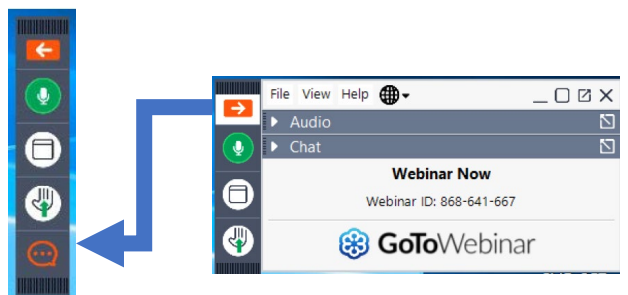 File View Help
Audio
Chat
Webinar Now
Webinar ID: 868-641-667
GoToWebinar